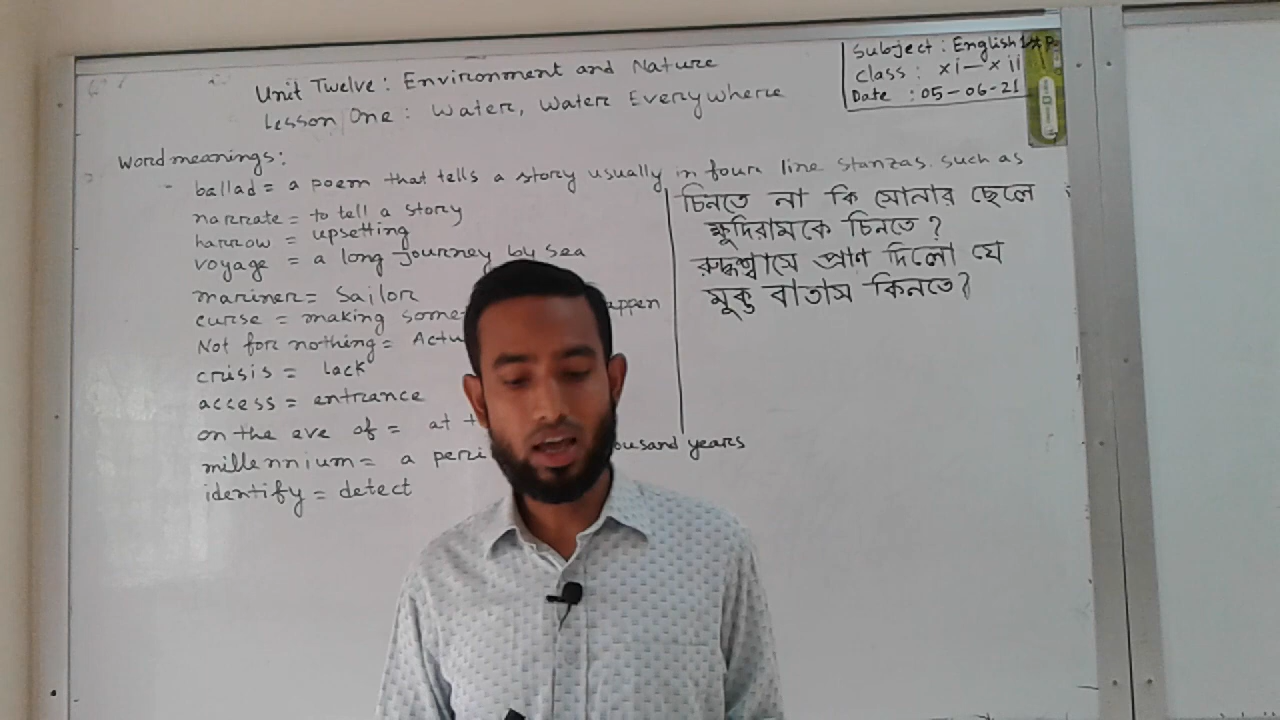 Unit Twelve: Environment and Nature
Lesson One: Water, Water Everywhere
Subject: English 1st P.
Class: xi-xii
Date: 05-06-21
Word meanings:
ballad = a poem that tells a story usually in four line stanzas. such as
narrate = to tell a story
harrow = upsetting
voyage = a long journey by sea
mariner = Sailor
curse = making some
Not for nothing =
crisis = lack
access = entrance
on the eve of = at
millennium = a years
identify = detect
চিনতে না কি সোনার ছেলে
ক্ষুদিরামকে চিনতে?
রুদ্ধশ্বাসে প্রাণ দিলো যে
মুক্ত বাতাস কিনতে?